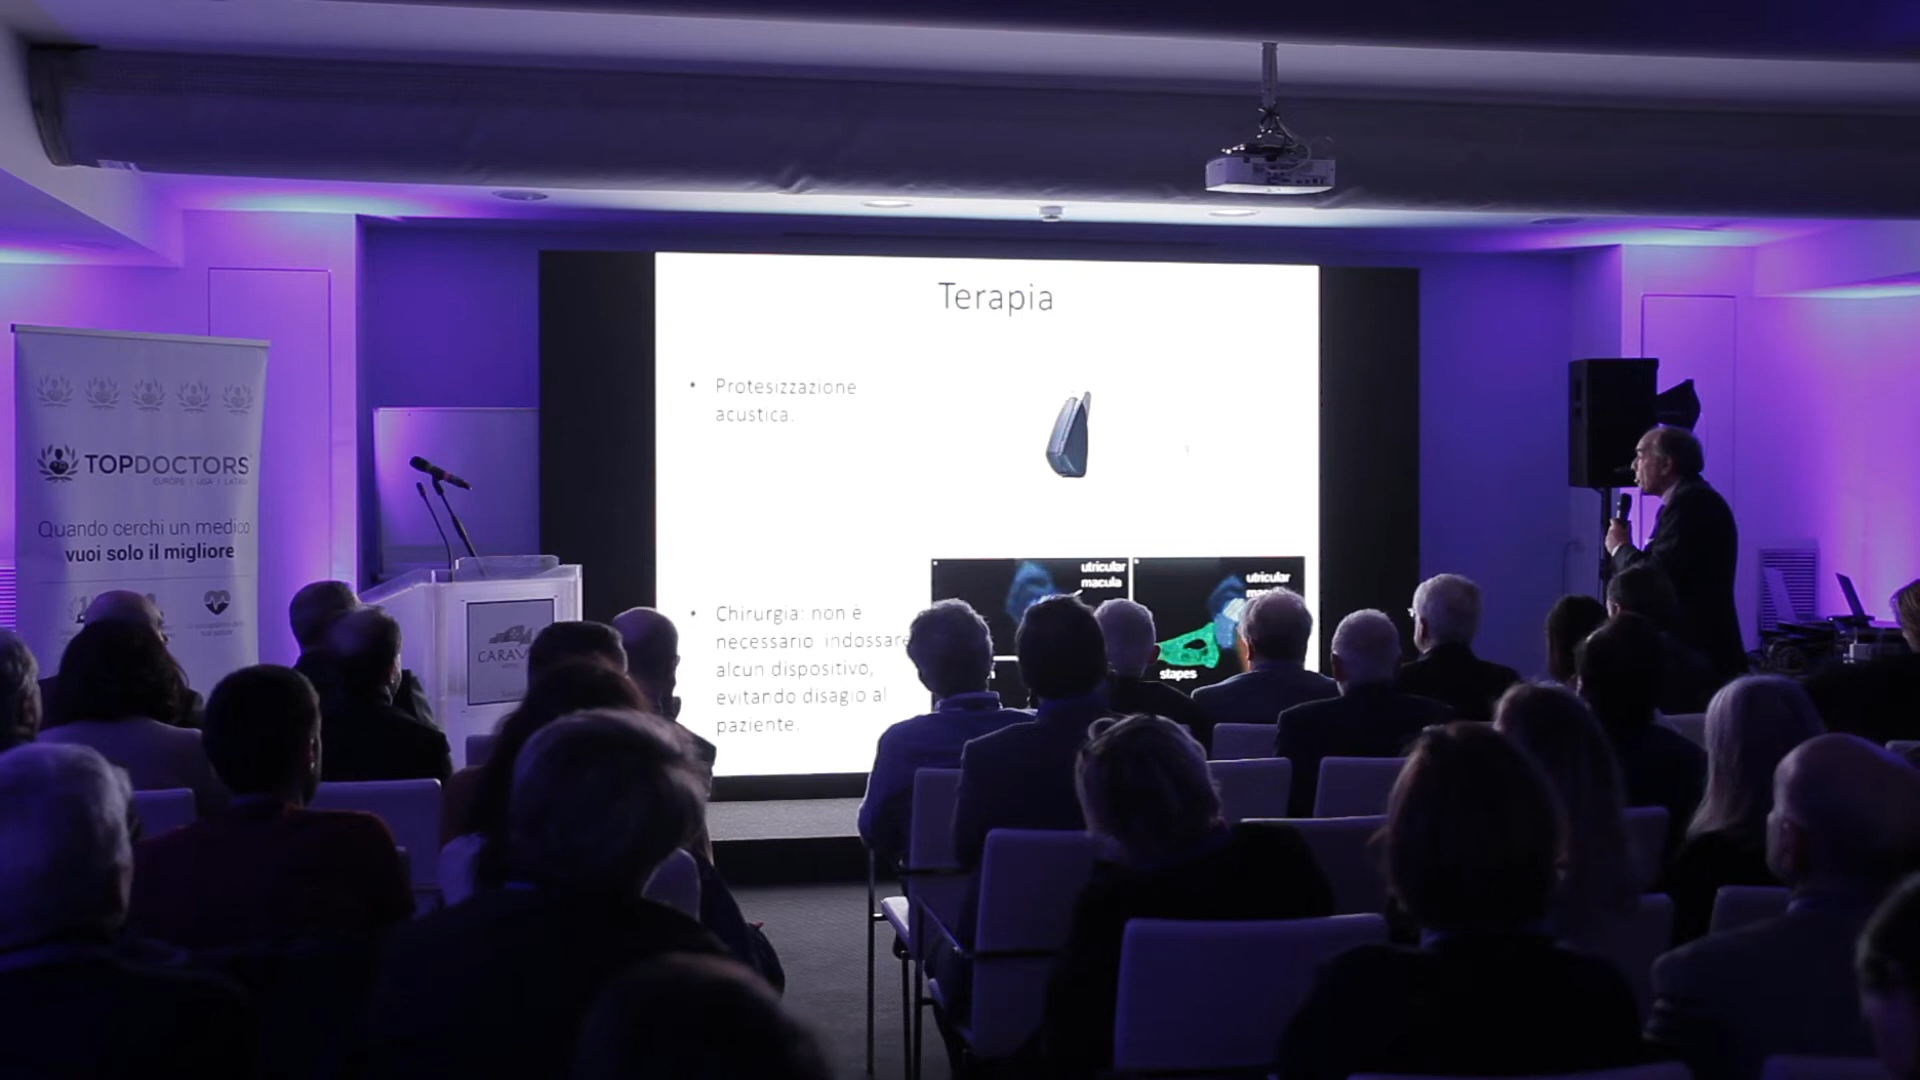 Terapia
• Protesizzazione
acustica.
• Chirurgia: non è
necessario indossare
alcun dispositivo,
evitando disagio al
paziente.
utricular
macula
utricular
stapes
TOPDOCTORS
EUROPE | USA | LATAM
Quando cerchi un medico
vuoi solo il migliore